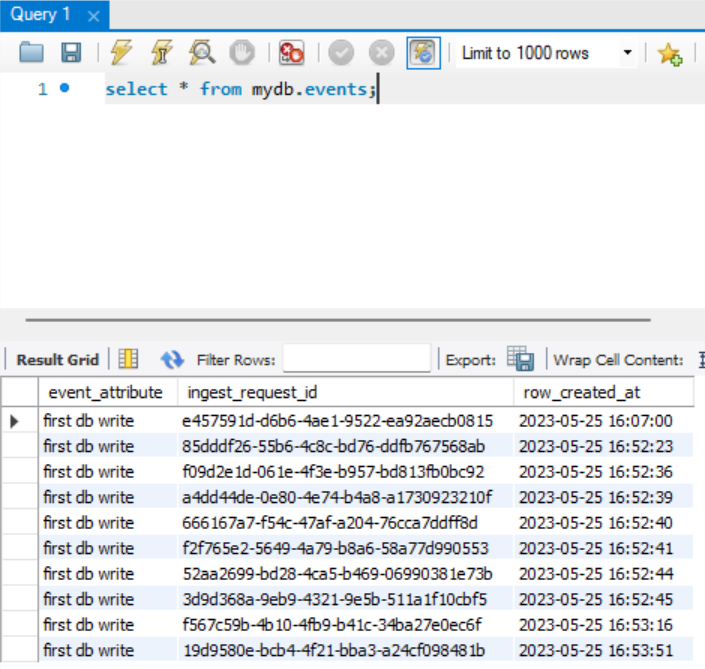 Query 1
Limit to 1000 rows
1 select * from mydb.events;
Result Grid Filter Rows: Export: Wrap Cell Content:
event_attribute ingest_request_id row_created_at
first db write e457591d-d6b6-4ae1-9522-ea92aecb0815 2023-05-25 16:07:00
first db write 85dddf26-55b6-4c8c-bd76-ddfb767568ab 2023-05-25 16:52:23
first db write f09d2e1d-061e-4f3e-b957-bd813fb0bc92 2023-05-25 16:52:36
first db write a4dd44de-0e80-4e74-b4a8-a1730923210f 2023-05-25 16:52:39
first db write 666167a7-f54c-47af-a204-76cca7ddff8d 2023-05-25 16:52:40
first db write f2f765e2-5649-4a79-b8a6-58a77d990553 2023-05-25 16:52:41
first db write 52aa2699-bd28-4ca5-b469-06990381e73b 2023-05-25 16:52:44
first db write 3d9d368a-9eb9-4321-9e5b-511a1f10cbf5 2023-05-25 16:52:45
first db write f567c59b-4b10-4fb9-b41c-34ba27e0ec6f 2023-05-25 16:53:16
first db write 19d9580e-bcb4-4f21-bba3-a24cf098481b 2023-05-25 16:53:51